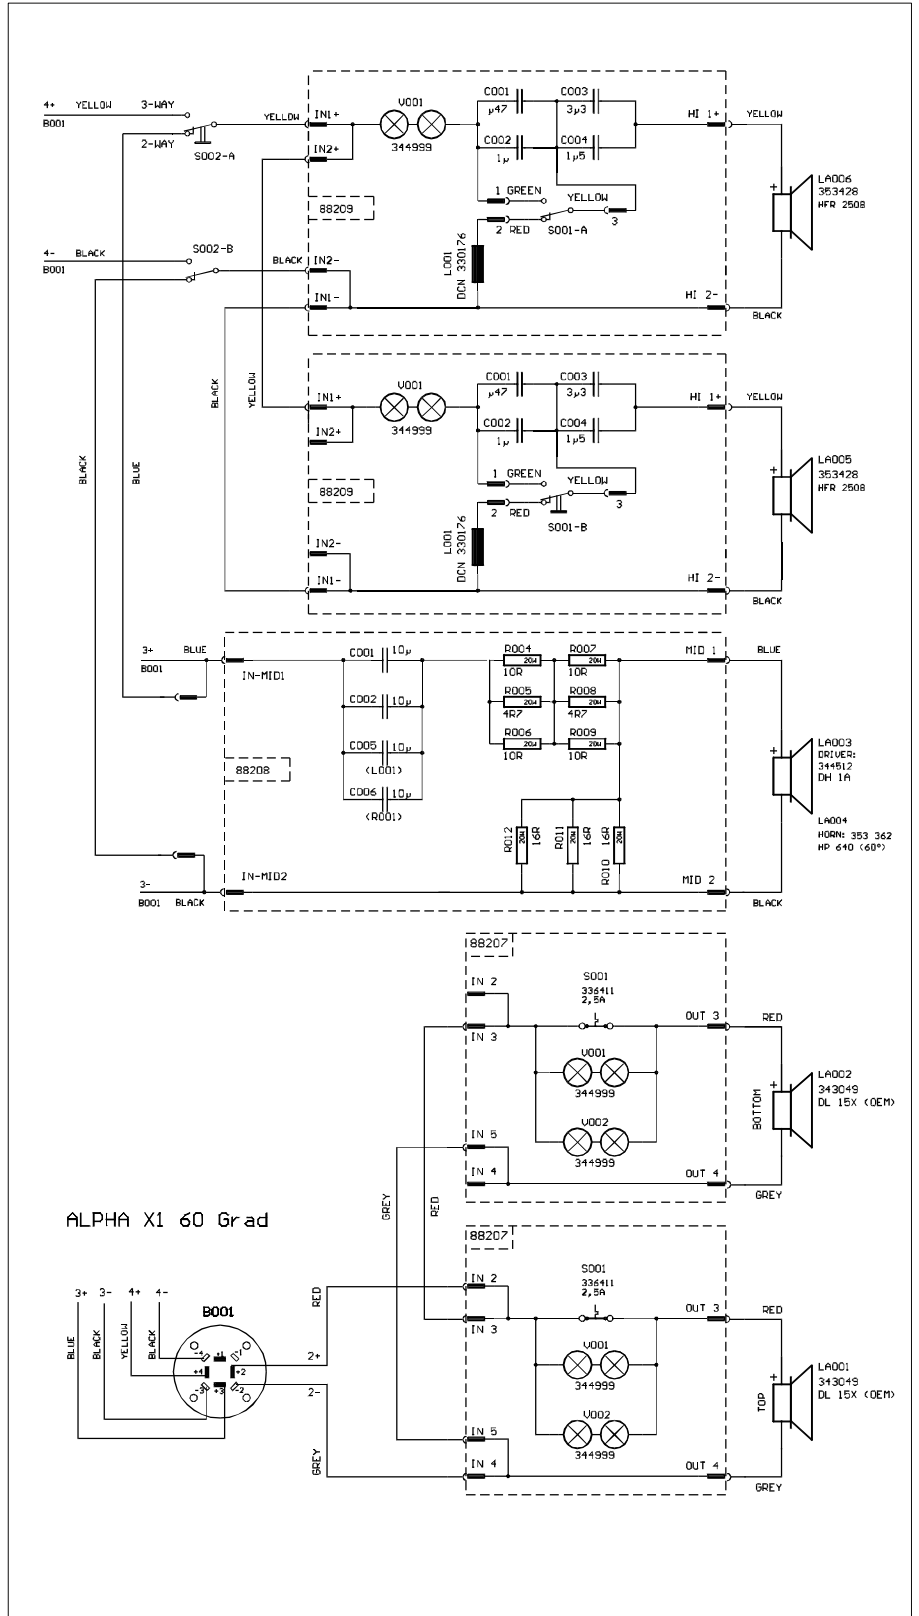 4+ YELLOW 3-WAY
B001
2-WAY
S002-A
YELLOW
IN1+
IN2+
V001
344999
C001
µ47
C003
3µ3
C002
1µ
C004
1µ5
HI 1+
YELLOW
+
LA006
353428
HFR 2508
88209
1 GREEN
YELLOW
2 RED
S001-A
3
L001
DCN 330176
4- BLACK
B001
S002-B
BLACK
IN2-
IN1-
HI 2-
BLACK
BLACK
YELLOW
BLACK
BLUE
IN1+
IN2+
V001
344999
C001
µ47
C003
3µ3
C002
1µ
C004
1µ5
HI 1+
YELLOW
+
LA005
353428
HFR 2508
88209
1 GREEN
YELLOW
2 RED
S001-B
3
L001
DCN 330176
IN2-
IN1-
HI 2-
BLACK
3+ BLUE
B001
IN-MID1
C001 10µ
C002 10µ
C005 10µ
(L001)
C006 10µ
(R001)
R004
20W
10R
R007
20W
10R
R005
20W
4R7
R008
20W
4R7
R006
20W
10R
R009
20W
10R
MID 1
BLUE
88208
R012
20W
16R
R011
20W
16R
R010
20W
16R
+
LA003
DRIVER:
344512
DH 1A
LA004
HORN: 353 362
HP 640 (60°)
3-
B001 BLACK
IN-MID2
MID 2
BLACK
88207
IN 2
IN 3
S001
336411
2,5A
OUT 3
RED
V001
344999
V002
344999
IN 5
IN 4
OUT 4
GREY
BOTTOM
+
LA002
343049
DL 15X (OEM)
GREY
RED
ALPHA X1 60 Grad
88207
IN 2
IN 3
S001
336411
2,5A
OUT 3
RED
V001
344999
V002
344999
IN 5
IN 4
OUT 4
GREY
TOP
+
LA001
343049
DL 15X (OEM)
3+ 3- 4+ 4-
B001
BLUE
BLACK
YELLOW
BLACK
-4 +1 -1
+4 +2
-3 +3 -2
2+
2-
RED
GREY